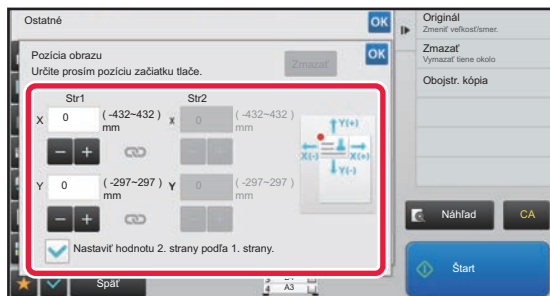 Ostatné
OK
Pozícia obrazu
Určite prosím pozíciu začiatku tlače.
Zmazať
OK
Str1
Str2
X 0 ( -432~432 ) mm
X 0 ( -432~432 ) mm
− +
− +
Y 0 ( -297~297 ) mm
Y 0 ( -297~297 ) mm
− +
− +
Y(+)
X(-) X(+)
Y(-)
Nastaviť hodnotu 2. strany podľa 1. strany.
Späť
A3
Originál
Zmeniť veľkosť/smer.
Zmazať
Vymazať tiene okolo
Obojstr. kópia
Náhľad
CA
Štart